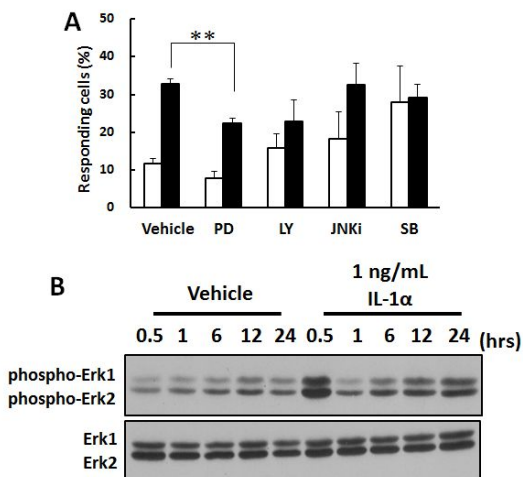 A
Responding cells (%)
50
40
30
20
10
0
**
Vehicle PD LY JNKi SB
B
Vehicle
1 ng/mL
IL-1α
0.5 1 6 12 24 0.5 1 6 12 24 (hrs)
phospho-Erk1
phospho-Erk2
Erk1
Erk2